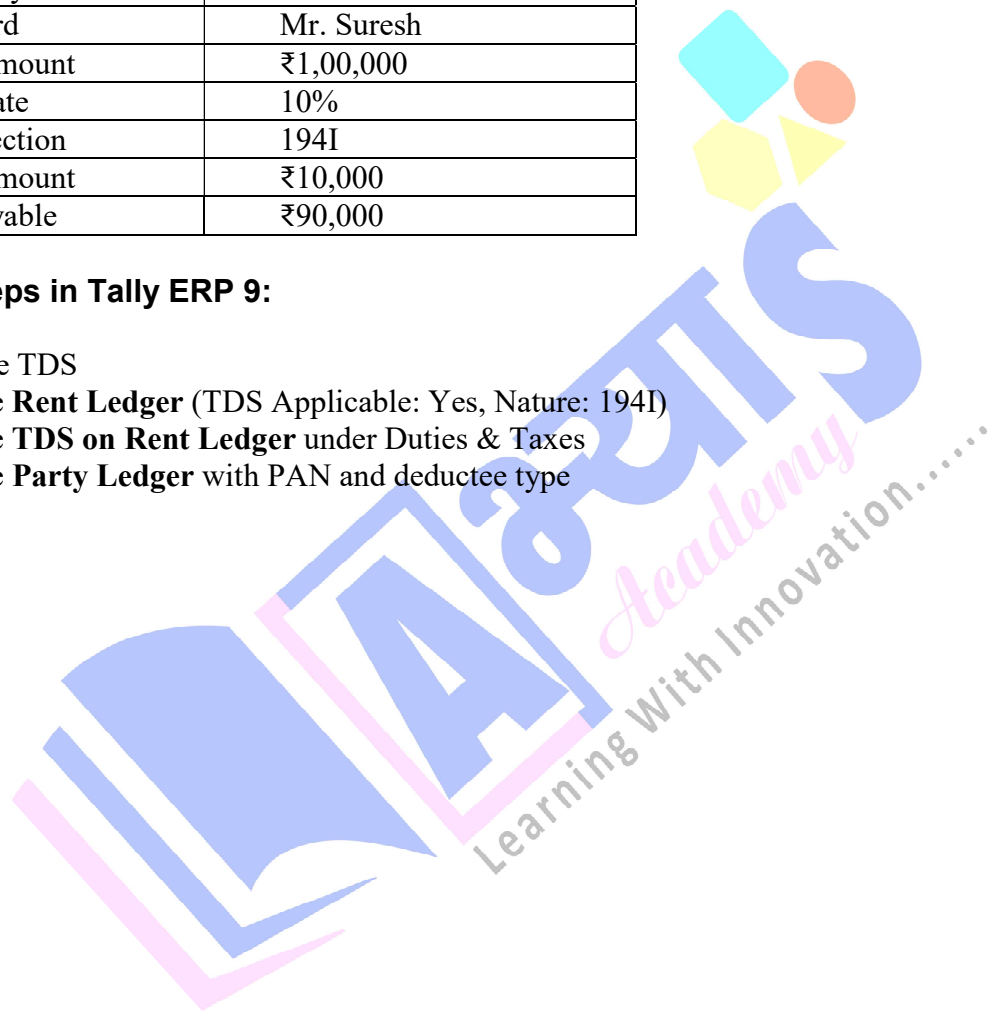 rd Mr. Suresh
mount ₹1,00,000
ate 10%
ection 194I
mount ₹10,000
yable ₹90,000
eps in Tally ERP 9:
e TDS
e Rent Ledger (TDS Applicable: Yes, Nature: 194I)
e TDS on Rent Ledger under Duties & Taxes
e Party Ledger with PAN and deductee type
A
Academy
Learning With Innovation......